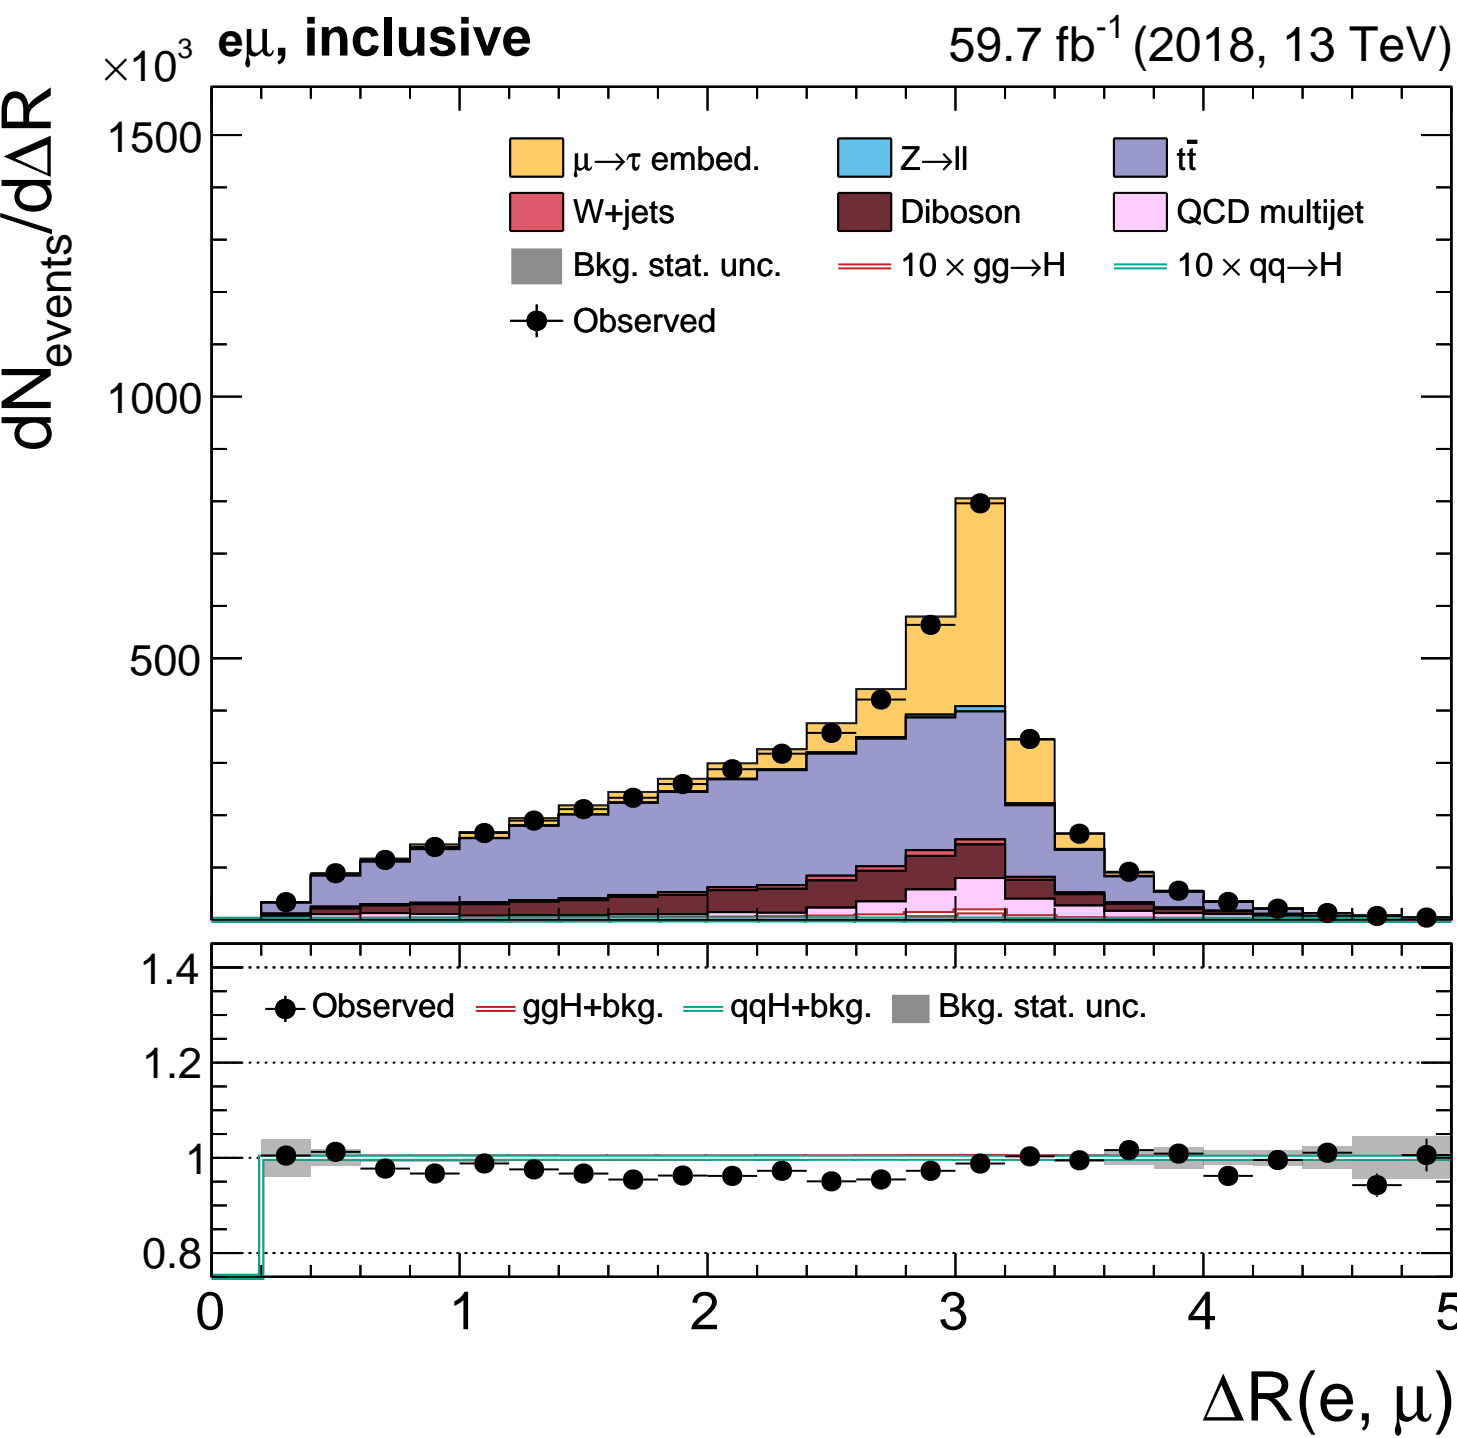 eμ, inclusive 59.7 fb⁻¹ (2018, 13 TeV)
×10³
dN_events/dΔR
1500
1000
500
μ→τ embed. Z→ll tt̄
W+jets Diboson QCD multijet
Bkg. stat. unc. 10 × gg→H 10 × qq→H
Observed
1.4
1.2
1
0.8
Observed ggH+bkg. qqH+bkg. Bkg. stat. unc.
0 1 2 3 4 5
ΔR(e, μ)